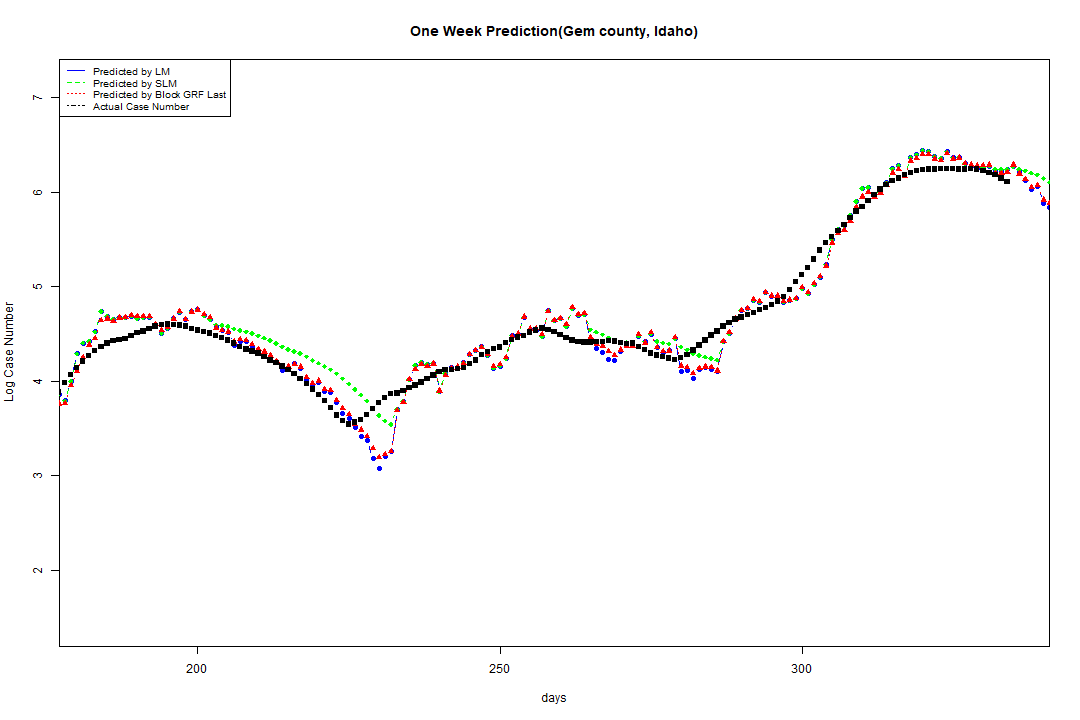 One Week Prediction(Gem county, Idaho)
Predicted by LM
Predicted by SLM
Predicted by Block GRF Last
Actual Case Number
Log Case Number
7
6
5
4
3
2
200
250
300
days